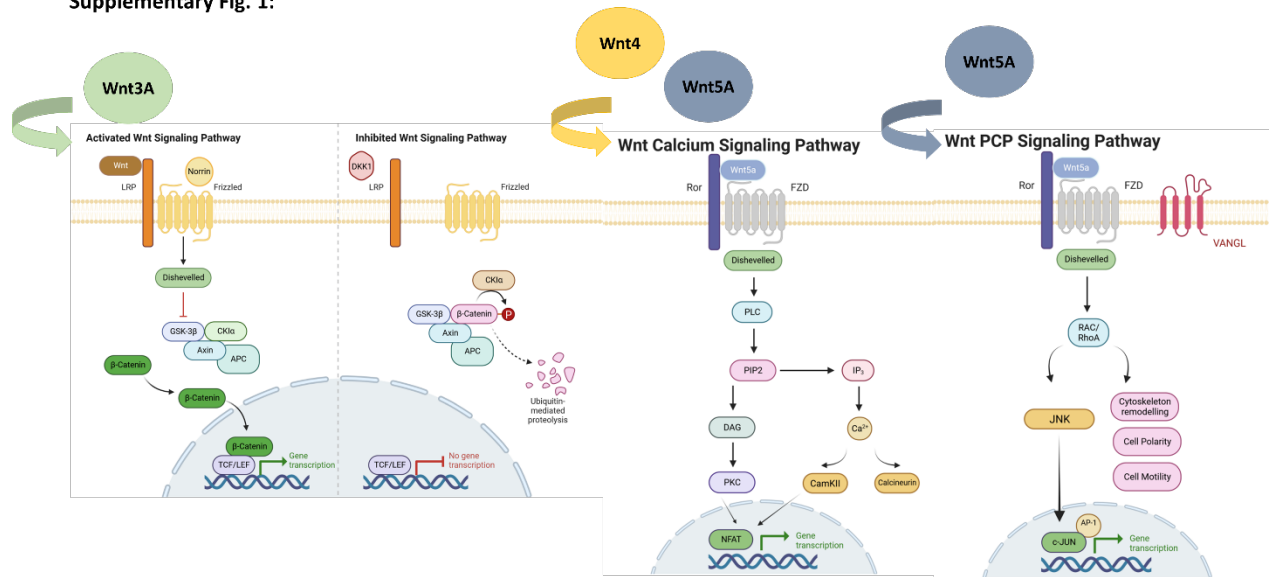 Supplementary Fig. 1:
Wnt3A
Wnt4
Wnt5A
Wnt5A
Activated Wnt Signaling Pathway
Wnt
LRP
Norrin
Frizzled
Dishevelled
GSK-3β
CKIα
Axin
APC
β-Catenin
β-Catenin
β-Catenin
TCF/LEF
Gene
transcription
Inhibited Wnt Signaling Pathway
DKK1
LRP
Frizzled
CKIα
GSK-3β
β-Catenin
P
Axin
APC
Ubiquitin-
mediated
proteolysis
TCF/LEF
No gene
transcription
Wnt Calcium Signaling Pathway
Ror
Wnt5a
FZD
Dishevelled
PLC
PIP2
IP₃
DAG
Ca²⁺
PKC
CamKII
Calcineurin
NFAT
Gene
transcription
Wnt PCP Signaling Pathway
Ror
Wnt5a
FZD
VANGL
Dishevelled
RAC/
RhoA
JNK
Cytoskeleton
remodelling
Cell Polarity
Cell Motility
AP-1
c-JUN
Gene
transcription